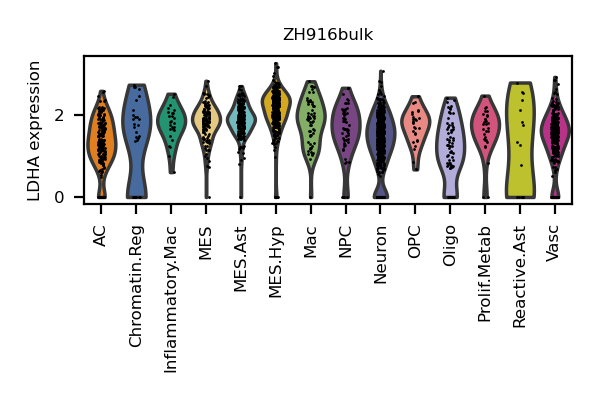 ZH916bulk
LDHA expression
2
0
AC
Chromatin.Reg
Inflammatory.Mac
MES
MES.Ast
MES.Hyp
Mac
NPC
Neuron
OPC
Oligo
Prolif.Metab
Reactive.Ast
Vasc